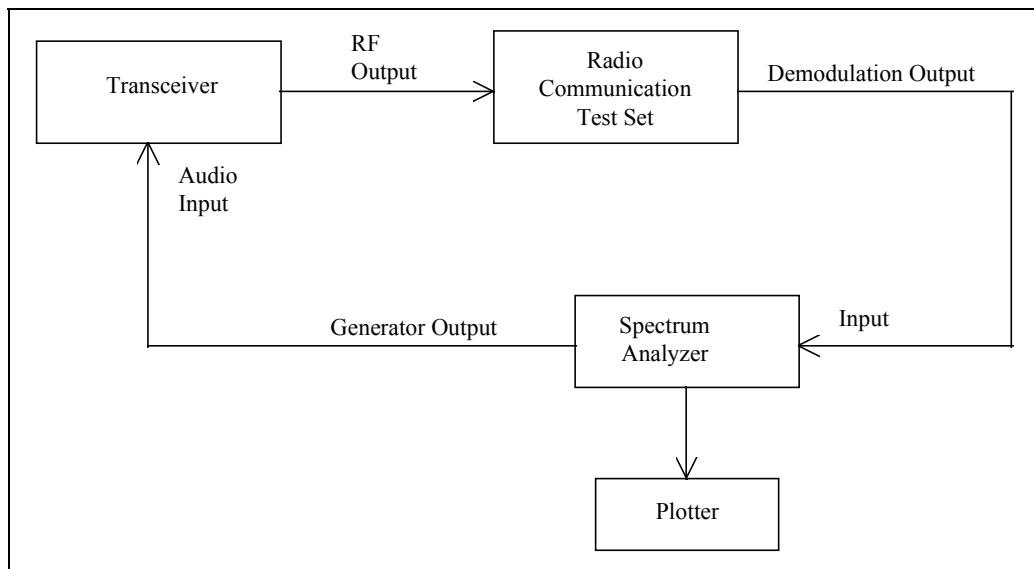 Transceiver
RF
Output
Radio
Communication
Test Set
Demodulation Output
Audio
Input
Generator Output
Spectrum
Analyzer
Input
Plotter